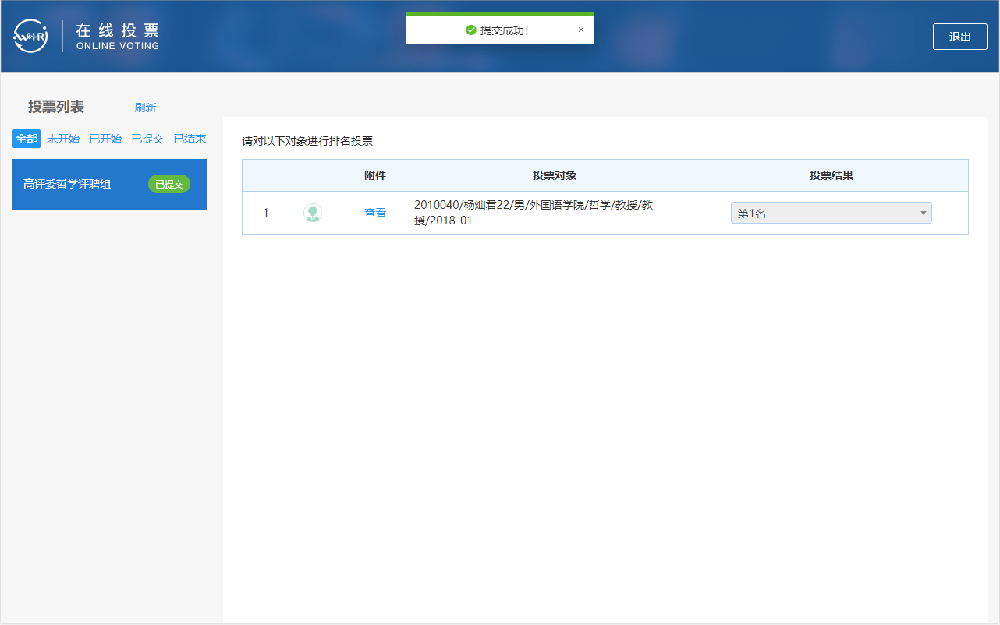 WeHR
在线投票
ONLINE VOTING
提交成功！
×
退出
投票列表
刷新
全部 未开始 已开始 已提交 已结束
高评委哲学评聘组 已提交
请对以下对象进行排名投票
附件 投票对象 投票结果
1 查看 2010040/杨灿君22/男/外国语学院/哲学/教授/教
授/2018-01
第1名